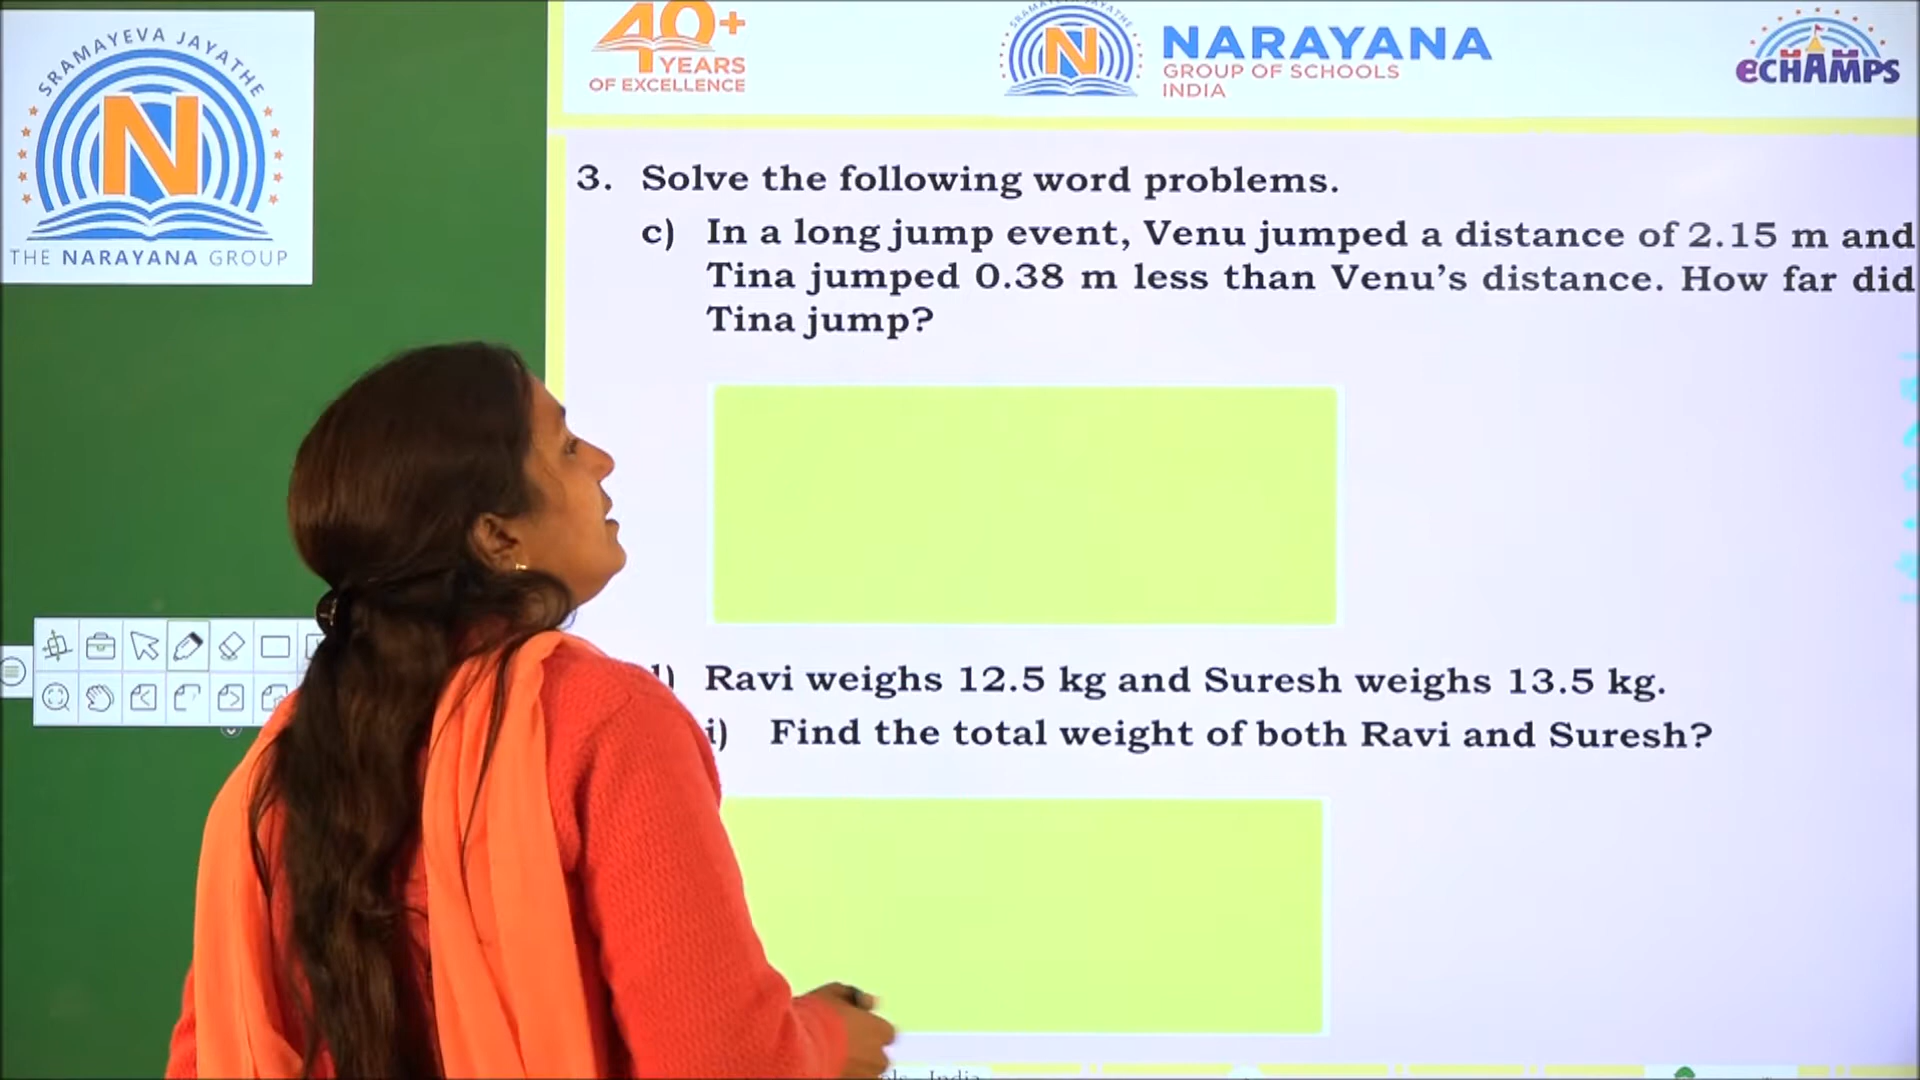 SRAMAYEVA JAYATHE
N
THE NARAYANA GROUP
40+
YEARS
OF EXCELLENCE
SRAMAYEVA JAYATHE
N
NARAYANA
GROUP OF SCHOOLS
INDIA
eCHAMPS
3. Solve the following word problems.
c) In a long jump event, Venu jumped a distance of 2.15 m and
Tina jumped 0.38 m less than Venu’s distance. How far did
Tina jump?
Ravi weighs 12.5 kg and Suresh weighs 13.5 kg.
i) Find the total weight of both Ravi and Suresh?
India